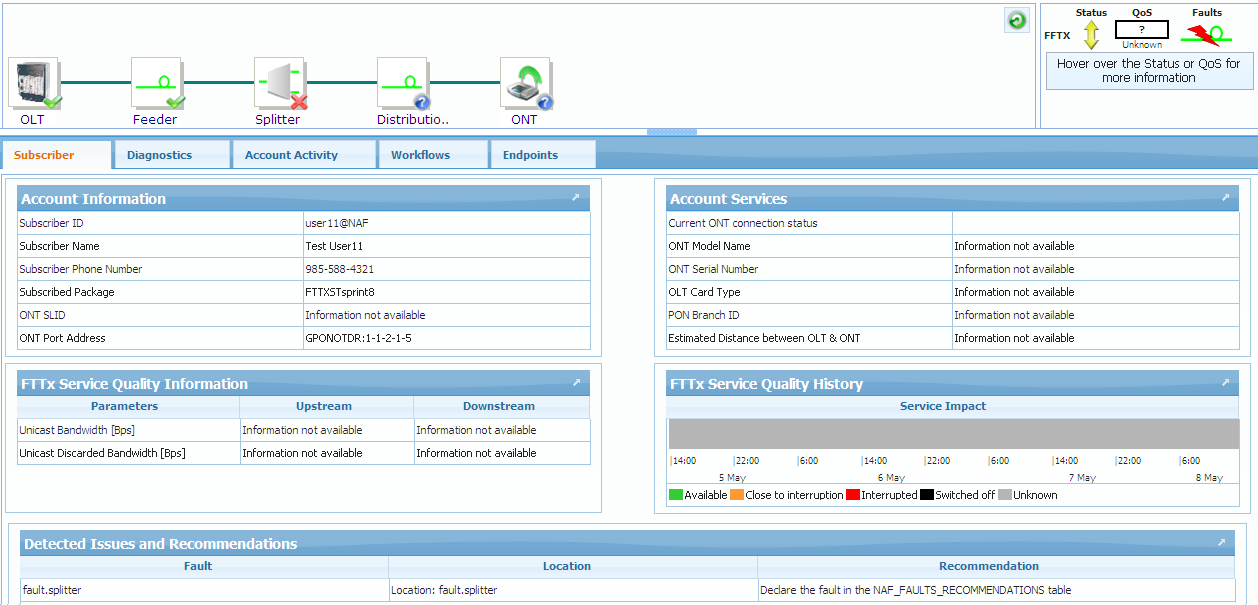 Status QoS Faults
FFTX ?
Unknown
Hover over the Status or QoS for
more information
OLT Feeder Splitter Distributio.. ONT
Subscriber Diagnostics Account Activity Workflows Endpoints
Account Information
Subscriber ID user11@NAF
Subscriber Name Test User11
Subscriber Phone Number 985-588-4321
Subscribed Package FTTXSTsprint8
ONT SLID Information not available
ONT Port Address GPONOTDR:1-1-2-1-5
Account Services
Current ONT connection status
ONT Model Name Information not available
ONT Serial Number Information not available
OLT Card Type Information not available
PON Branch ID Information not available
Estimated Distance between OLT & ONT Information not available
FTTx Service Quality Information
Parameters Upstream Downstream
Unicast Bandwidth [Bps] Information not available Information not available
Unicast Discarded Bandwidth [Bps] Information not available Information not available
FTTx Service Quality History
Service Impact
14:00 22:00 6:00 14:00 22:00 6:00 14:00 22:00 6:00
5 May 6 May 7 May 8 May
Available Close to interruption Interrupted Switched off Unknown
Detected Issues and Recommendations
Fault Location Recommendation
fault.splitter Location: fault.splitter Declare the fault in the NAF_FAULTS_RECOMMENDATIONS table